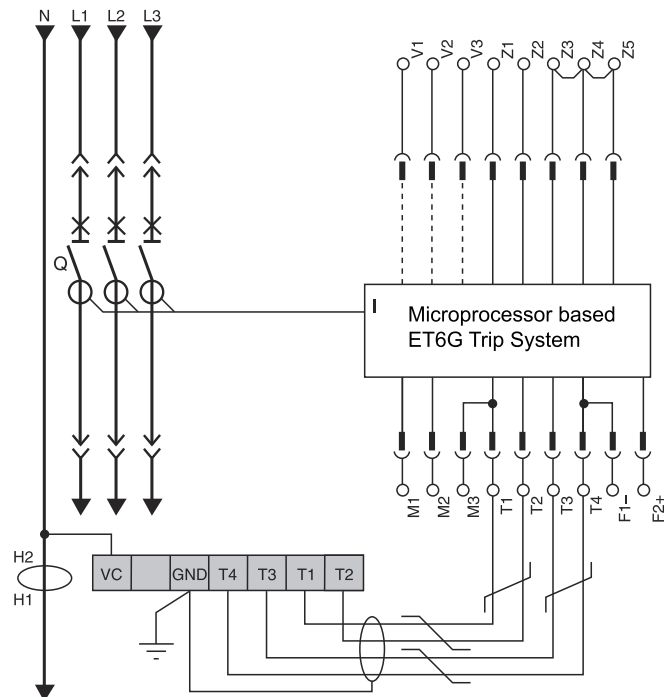 N L1 L2 L3
V1 V2 V3 Z1 Z2 Z3 Z4 Z5
Q
I
Microprocessor based
ET6G Trip System
M1 M2 M3 T1 T2 T3 T4 F1- F2+
H2
H1
VC GND T4 T3 T1 T2